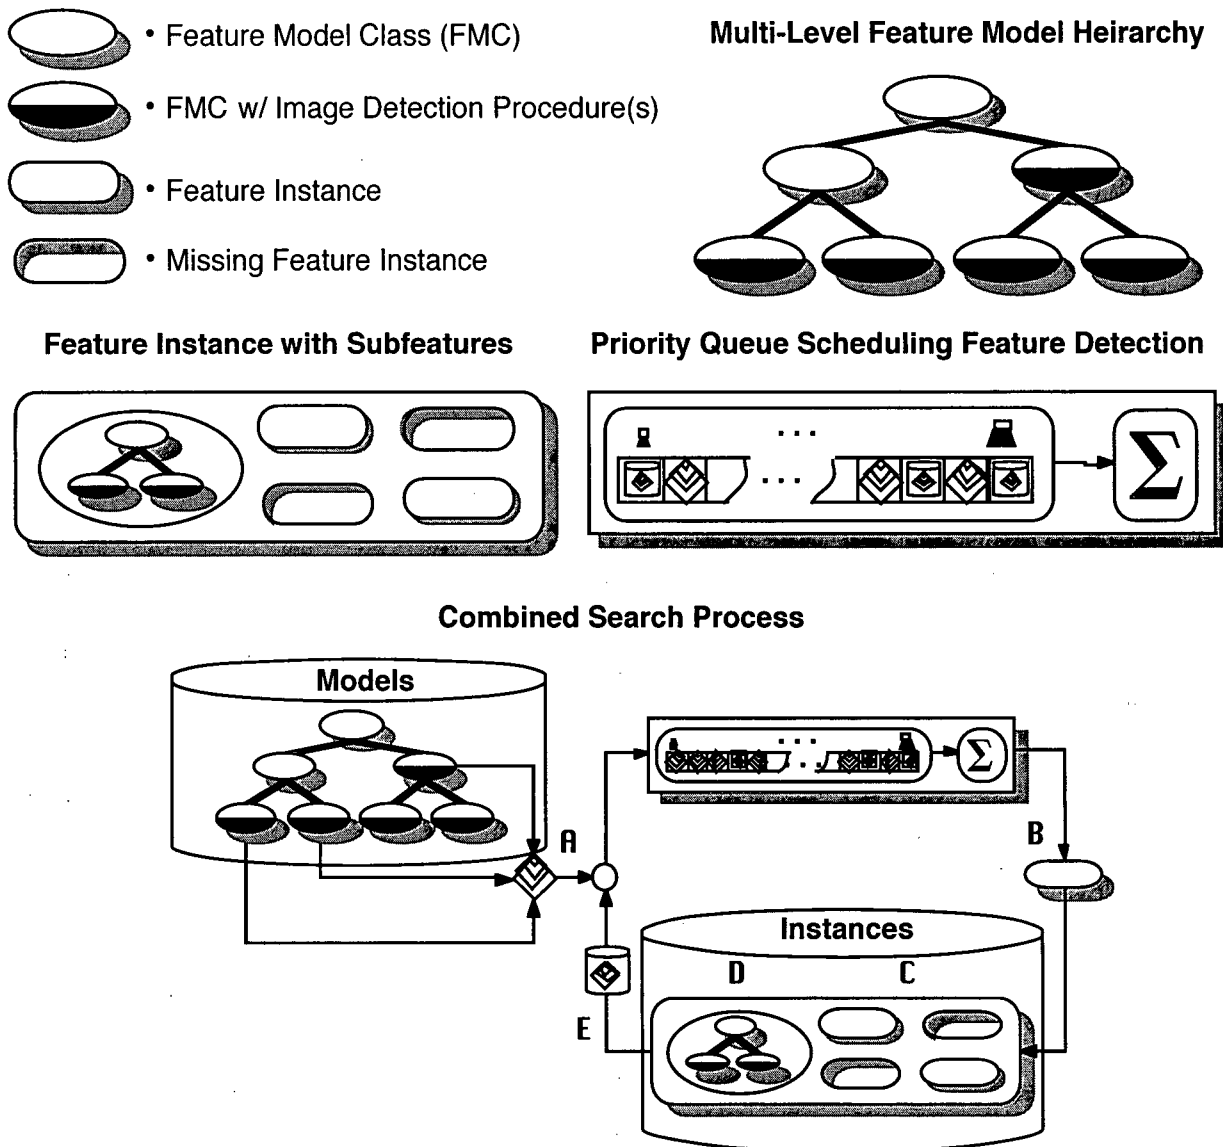 • Feature Model Class (FMC)
• FMC w/ Image Detection Procedure(s)
• Feature Instance
• Missing Feature Instance
Multi-Level Feature Model Heirarchy
Feature Instance with Subfeatures
Priority Queue Scheduling Feature Detection
. . .
. . .
Σ
Combined Search Process
Models
. . .
. . .
Σ
A
B
Instances
D
C
E